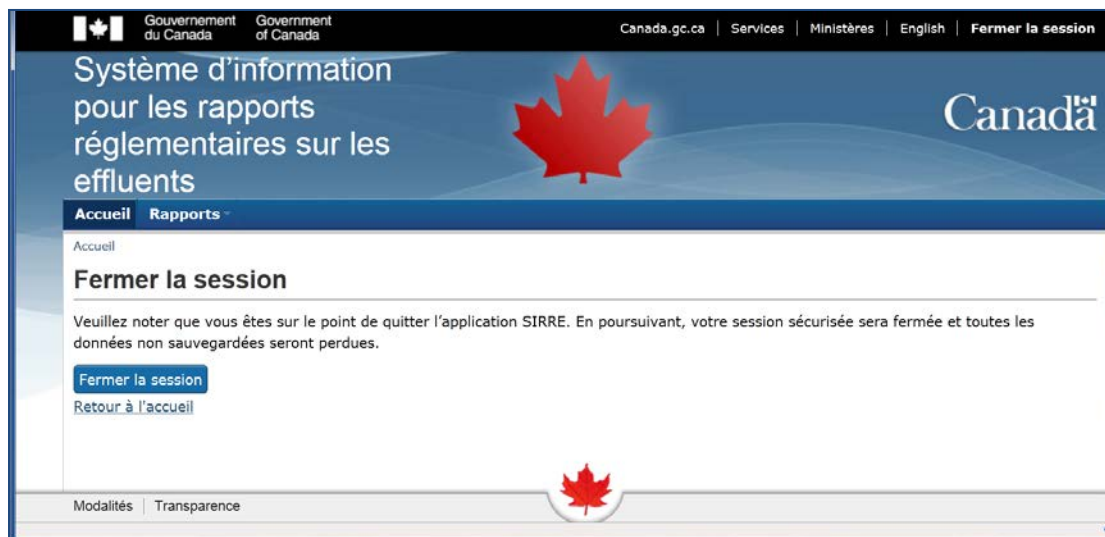 Gouvernement du Canada
Government of Canada
Canada.gc.ca | Services | Ministères | English | Fermer la session
Système d'information
pour les rapports
réglementaires sur les
effluents
Canada
Accueil Rapports
Accueil
Fermer la session
Veuillez noter que vous êtes sur le point de quitter l'application SIRRE. En poursuivant, votre session sécurisée sera fermée et toutes les
données non sauvegardées seront perdues.
Fermer la session
Retour à l'accueil
Modalités | Transparence